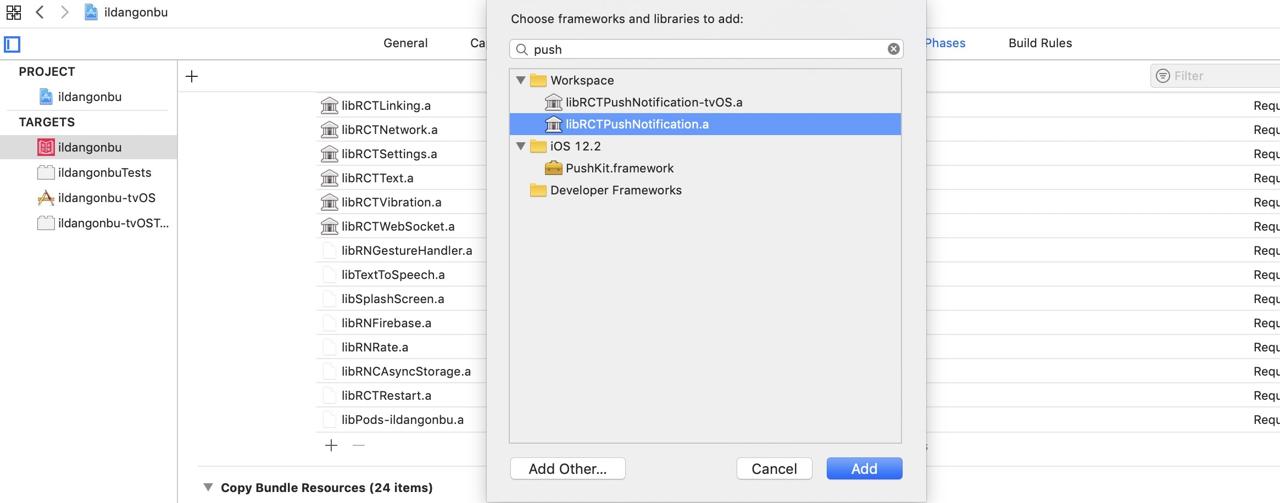 ildangonbu
General
Ca
Phases
Build Rules
PROJECT
ildangonbu
TARGETS
ildangonbu
ildangonbuTests
ildangonbu-tvOS
ildangonbu-tvOST...
Filter
libRCTLinking.a Requ
libRCTNetwork.a Requ
libRCTSettings.a Requ
libRCTText.a Requ
libRCTVibration.a Requ
libRCTWebSocket.a Requ
libRNGestureHandler.a Requ
libTextToSpeech.a Requ
libSplashScreen.a Requ
libRNFirebase.a Requ
libRNRate.a Requ
libRNCAsyncStorage.a Requ
libRCTRestart.a Requ
libPods-ildangonbu.a Requ
Copy Bundle Resources (24 items)
Choose frameworks and libraries to add:
push
Workspace
libRCTPushNotification-tvOS.a
libRCTPushNotification.a
iOS 12.2
PushKit.framework
Developer Frameworks
Add Other...
Cancel
Add